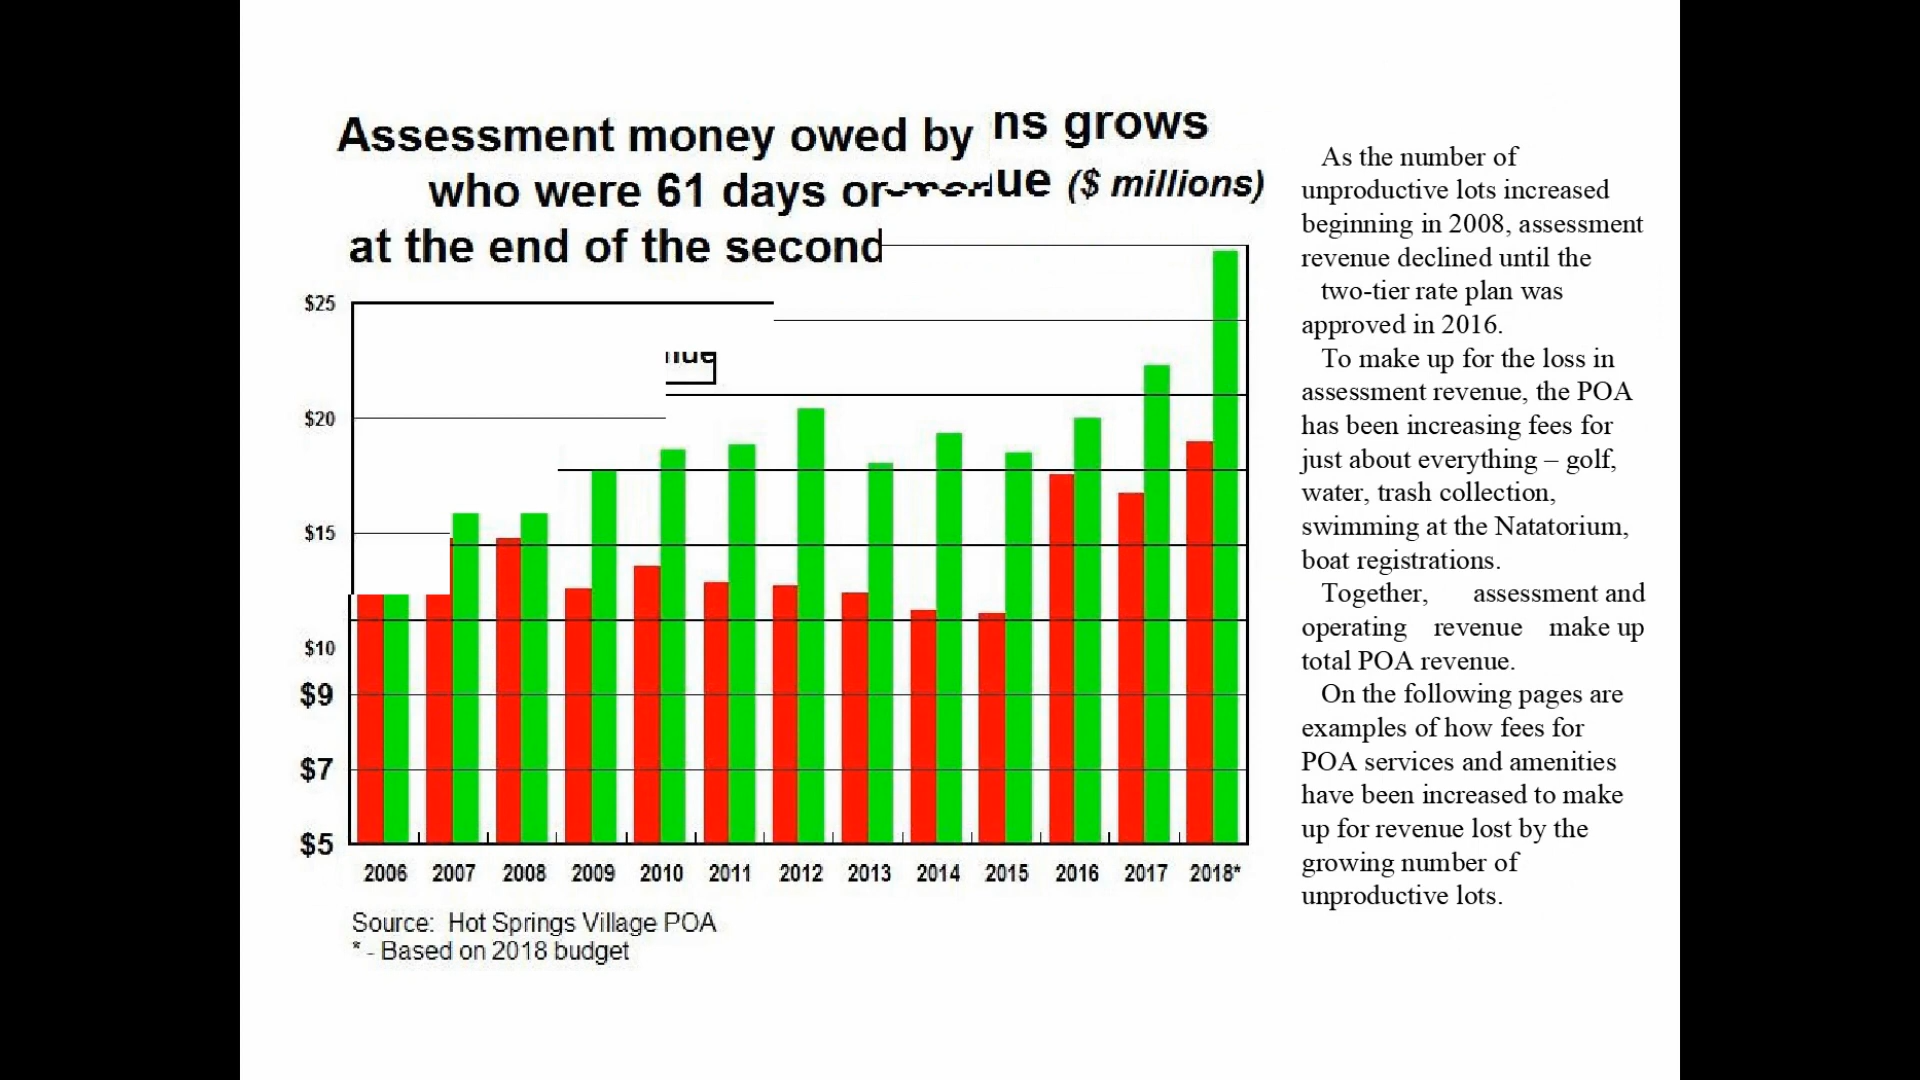 Assessment money owed by ns grows
who were 61 days or ue ($ millions)
at the end of the second
$25
$20
$15
$10
$9
$7
$5
2006 2007 2008 2009 2010 2011 2012 2013 2014 2015 2016 2017 2018*
Source: Hot Springs Village POA
* - Based on 2018 budget
As the number of
unproductive lots increased
beginning in 2008, assessment
revenue declined until the
two-tier rate plan was
approved in 2016.
To make up for the loss in
assessment revenue, the POA
has been increasing fees for
just about everything – golf,
water, trash collection,
swimming at the Natatorium,
boat registrations.
Together, assessment and
operating revenue make up
total POA revenue.
On the following pages are
examples of how fees for
POA services and amenities
have been increased to make
up for revenue lost by the
growing number of
unproductive lots.